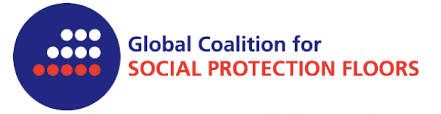 Global Coalition for
SOCIAL PROTECTION FLOORS